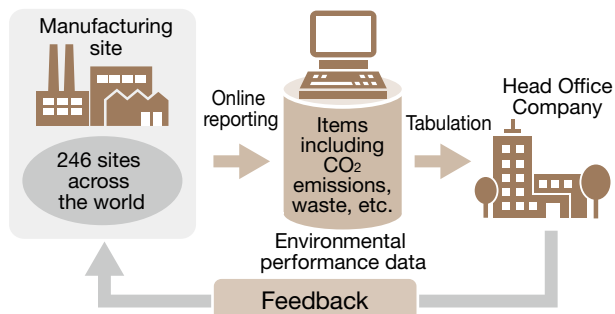 Manufacturing
site
246 sites
across
the world
Online
reporting
Items
including
CO₂
emissions,
waste, etc.
Environmental
performance data
Tabulation
Head Office
Company
Feedback